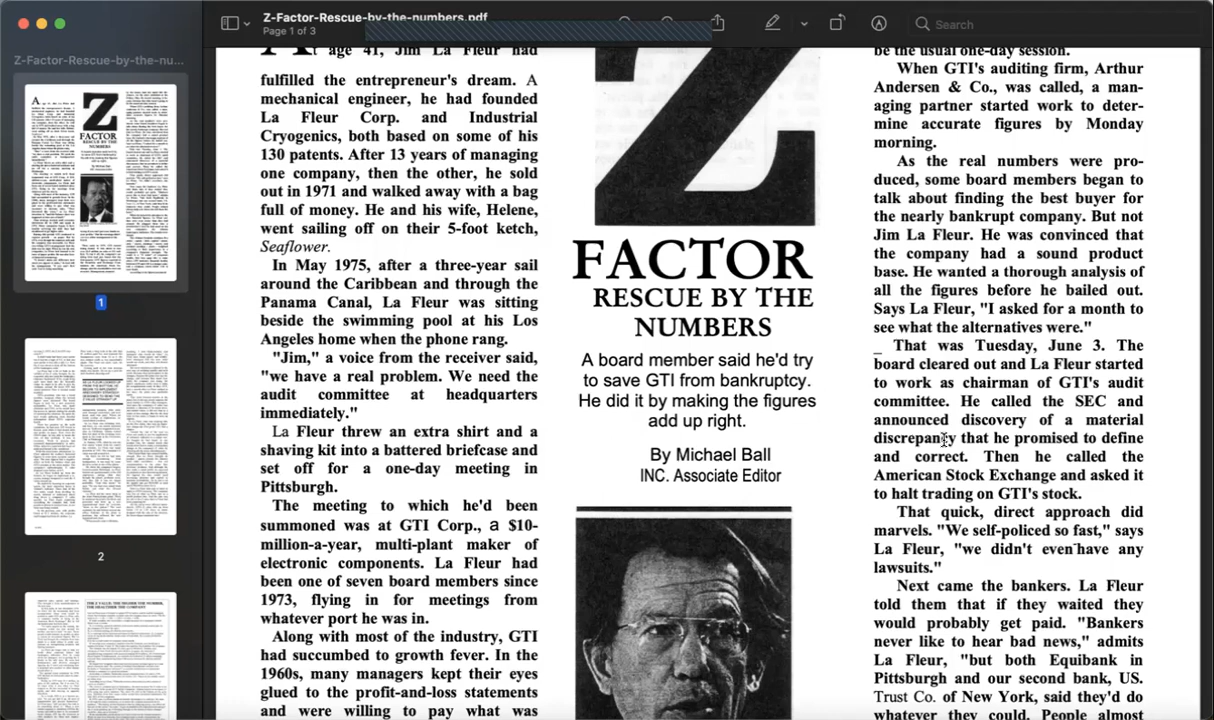 Z-Factor-Rescue-by-the-numbers.pdf
Page 1 of 3
Search
Z-Factor-Rescue-by-the-nu...
1
2
At age 41, Jim La Fleur had
fulfilled the entrepreneur's dream. A
mechanical engineer, he had founded
La Fleur Corp. and Industrial
Cryogenics, both based on some of his
130 patents. After 13 years of managing
one company, then the other, he sold
out in 1971 and walked away with a bag
full of money. He and his wife, Helene,
went sailing off on their 5-foot ketch,
Seaflower.
In May 1975, after a three-year sail
around the Caribbean and through the
Panama Canal, La Fleur was sitting
beside the swimming pool at his Los
Angeles home when the phone rang.
"Jim," a voice from the receiver said,
"we have a real problem. We need the
audit committee at headquarters
immediately."
La Fleur threw an extra shirt and a
shaving kit into a battered briefcase and
set off for a one-day meeting in
Pittsburgh.
The meeting to which he'd been
summoned was at GTI Corp., a $10-
million-a-year, multi-plant maker of
electronic components. La Fleur had
been one of seven board members since
1973, flying in for meetings from
whatever port he was in.
Along with most of the industry, GTI
had succumbed to growth fever. In the
1960s, many managers kept their eyes
glued to the profit-and-loss statements
and were willing to pay what was
Z
FACTOR
RESCUE BY THE
NUMBERS
A board member said he'd try
to save GTI from bankruptcy.
He did it by making the figures
add up right.
By Michael Ball
INC. Associate Editor
be the usual one-day session.
When GTI's auditing firm, Arthur
Andersen & Co., was called, a man-
aging partner started work to deter-
mine accurate figures by Monday
morning.
As the real numbers were pro-
duced, some board members began to
talk about finding the best buyer for
the nearly bankrupt company. But not
Jim La Fleur. He was convinced that
the company had a sound product
base. He wanted a thorough analysis of
all the figures before he bailed out.
Says La Fleur, "I asked for a month to
see what the alternatives were."
_ That was Tuesday, June 3. The
board cleared out and La Fleur started
to work as chairman of GTI's audit
committee. He called the SEC and
announced discovery of a material
discrepancy that he promised to define
and correct. Then he called the
American Stock Exchange and asked it
to halt trading on GTI's stock.
That quick, direct approach did
marvels. "We self-policed so fast," says
La Fleur, "we didn't even have any
lawsuits."
Next came the bankers. La Fleur
told them that if they waited they
would probably get paid. "Bankers
never like to hear bad news," admits
La Fleur, "but both Equibank in
Pittsburgh and our second bank, US.
Trust Co. of New York, said they'd do
whatever they could. People almost